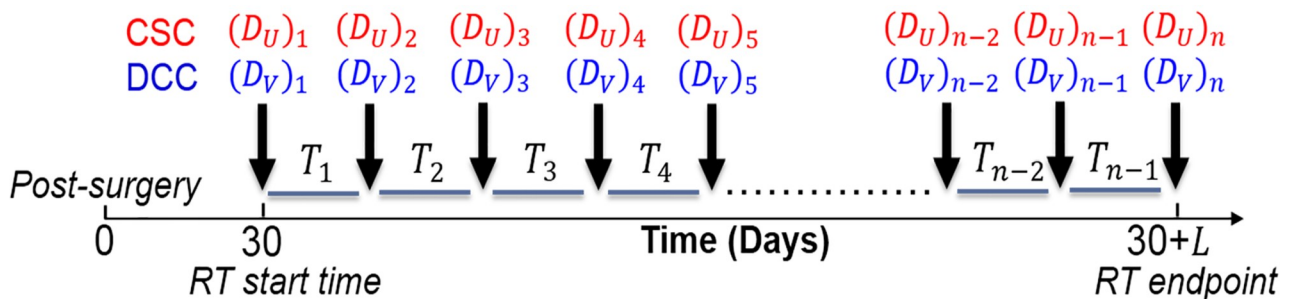 CSC (D_U)_1 (D_U)_2 (D_U)_3 (D_U)_4 (D_U)_5 (D_U)_{n-2} (D_U)_{n-1} (D_U)_n
DCC (D_V)_1 (D_V)_2 (D_V)_3 (D_V)_4 (D_V)_5 (D_V)_{n-2} (D_V)_{n-1} (D_V)_n
T_1 T_2 T_3 T_4 T_{n-2} T_{n-1}
Post-surgery
0 30 Time (Days) 30+L
RT start time RT endpoint